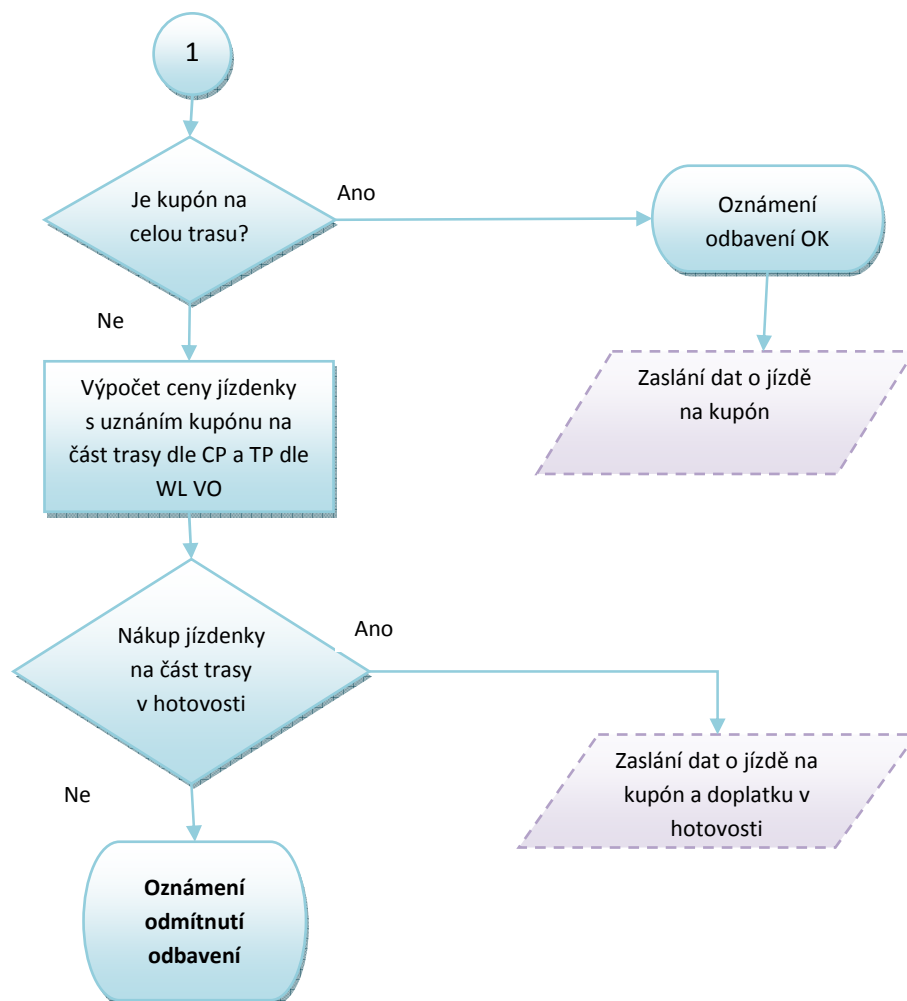 1
Je kupón na
celou trasu?
Ano
Oznámení
odbavení OK
Ne
Zaslání dat o jízdě
na kupón
Výpočet ceny jízdenky
s uznáním kupónu na
část trasy dle CP a TP dle
WL VO
Nákup jízdenky
na část trasy
v hotovosti
Ano
Zaslání dat o jízdě na
kupón a doplatku v
hotovosti
Ne
Oznámení
odmítnutí
odbavení